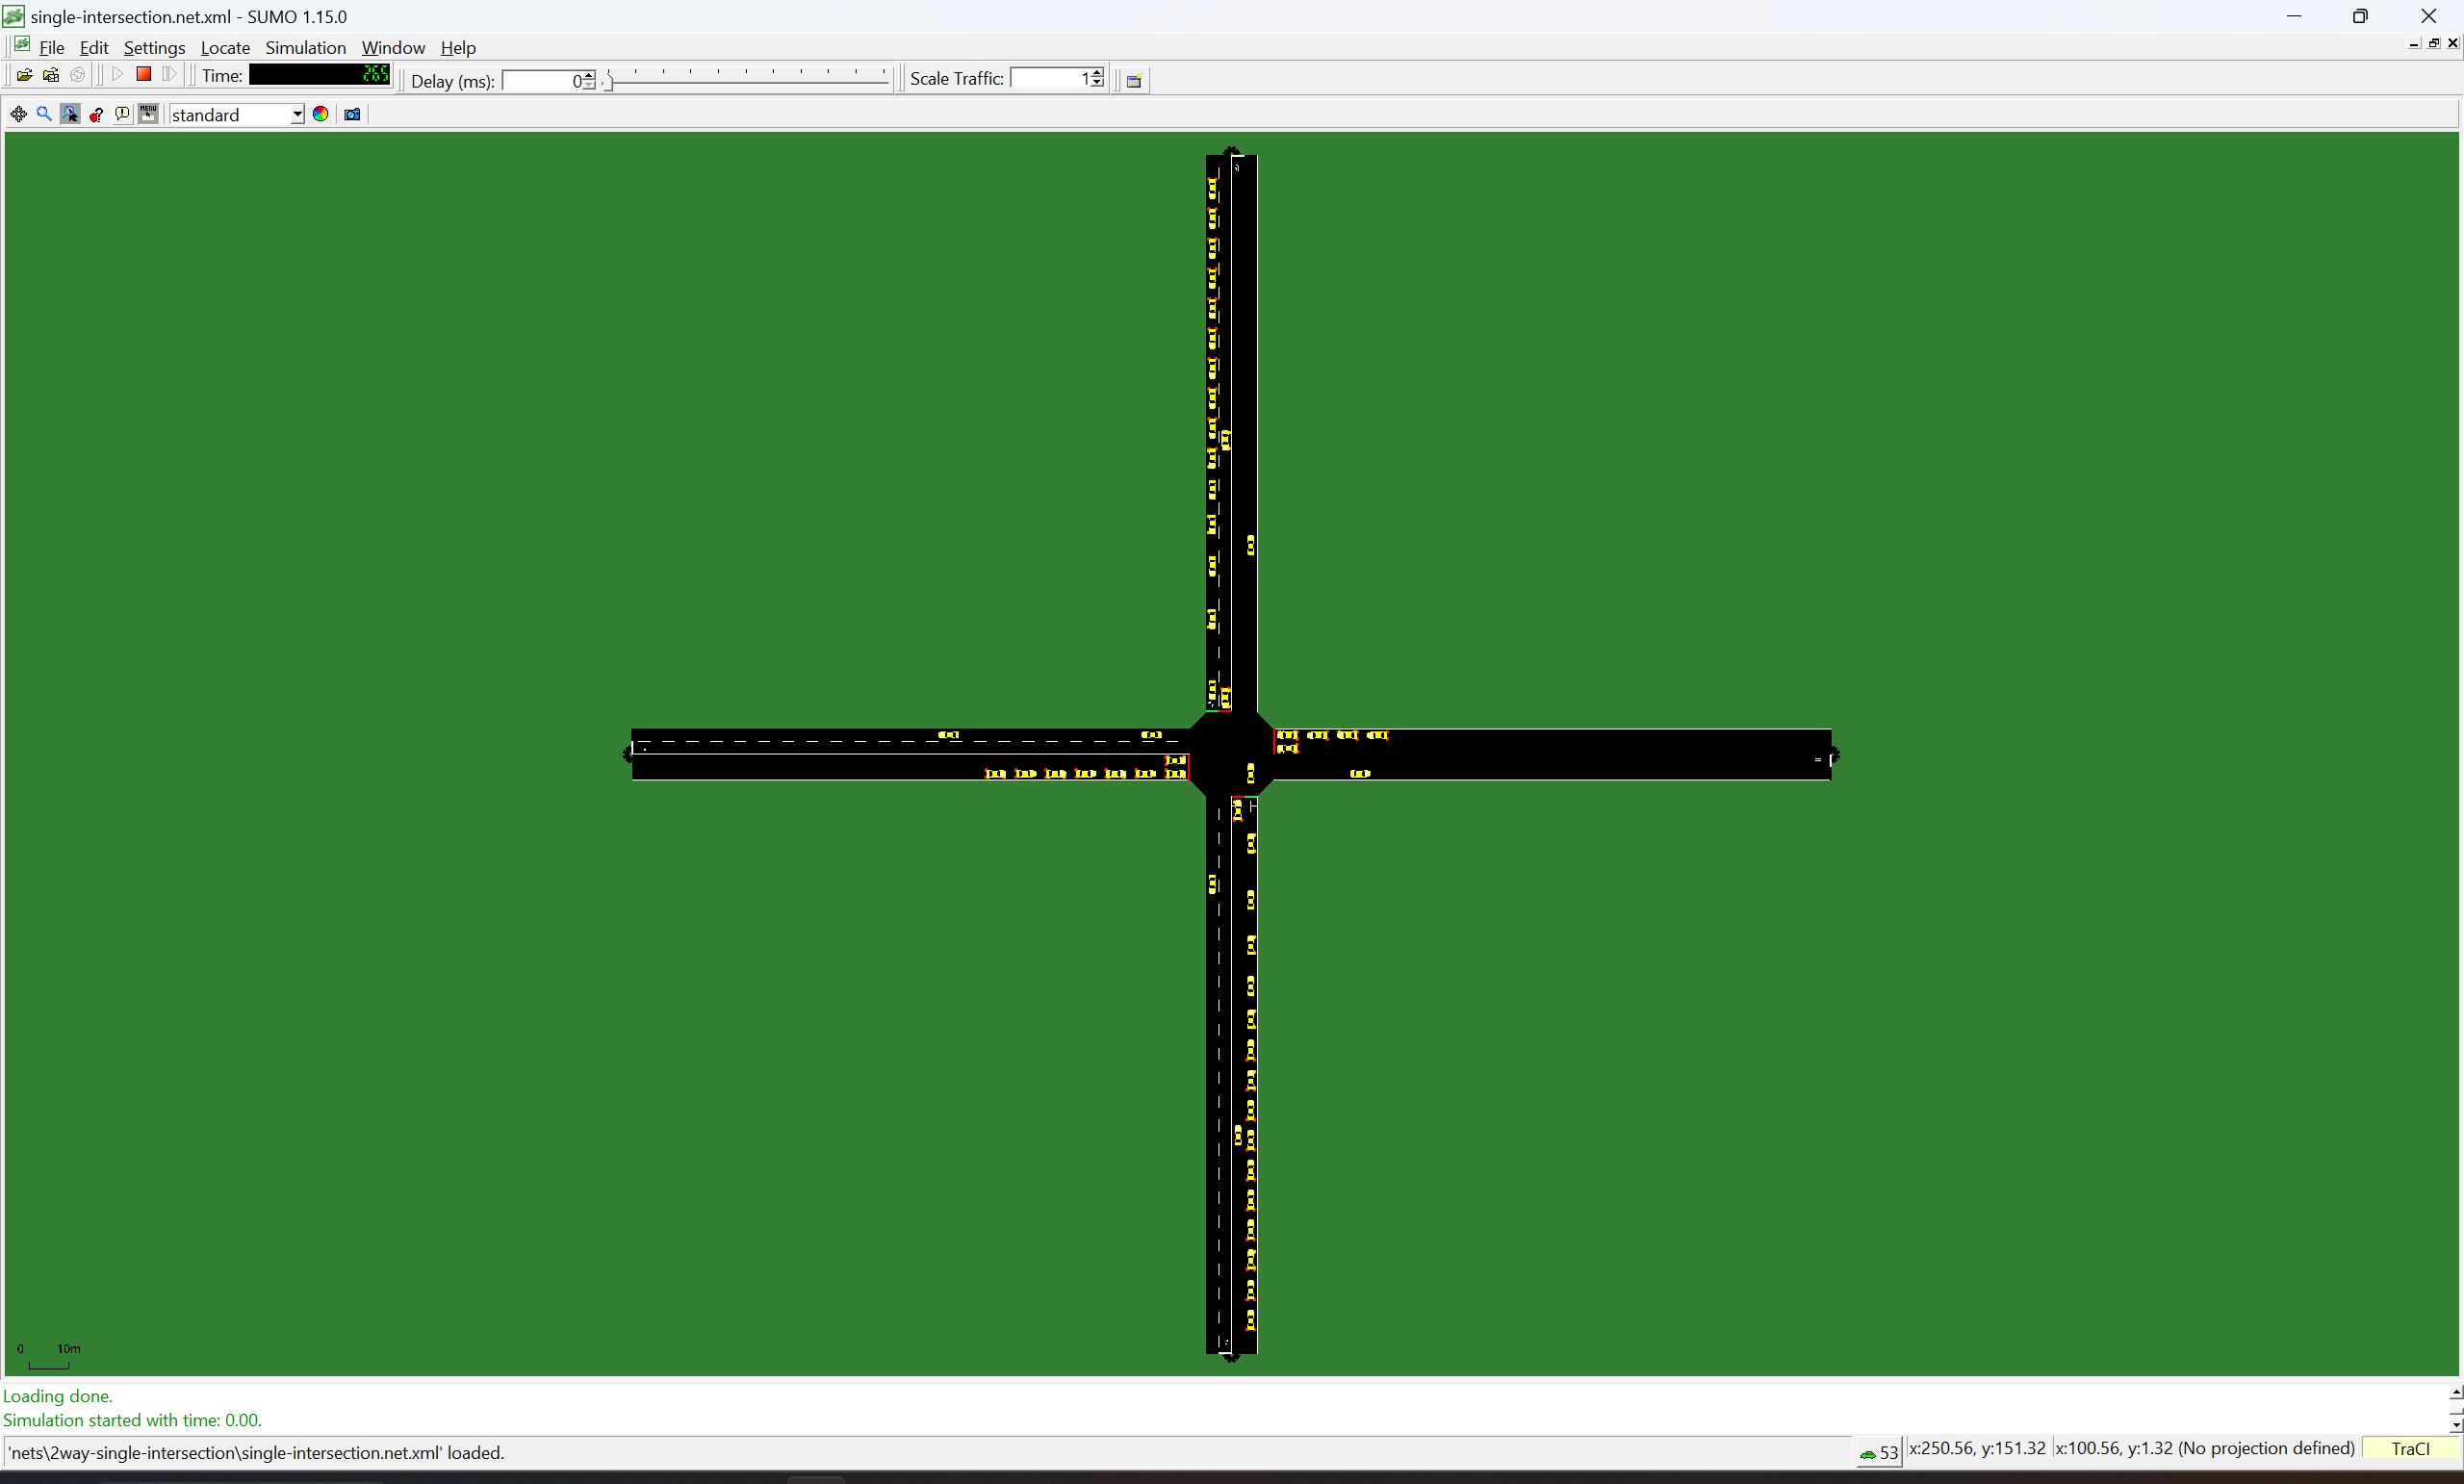 single-intersection.net.xml - SUMO 1.15.0
File Edit Settings Locate Simulation Window Help
Time: 265 Delay (ms): 0 Scale Traffic: 1
MENU standard
0 10m
Loading done.
Simulation started with time: 0.00.
'nets\2way-single-intersection\single-intersection.net.xml' loaded. 53 x:250.56, y:151.32 x:100.56, y:1.32 (No projection defined) TraCI